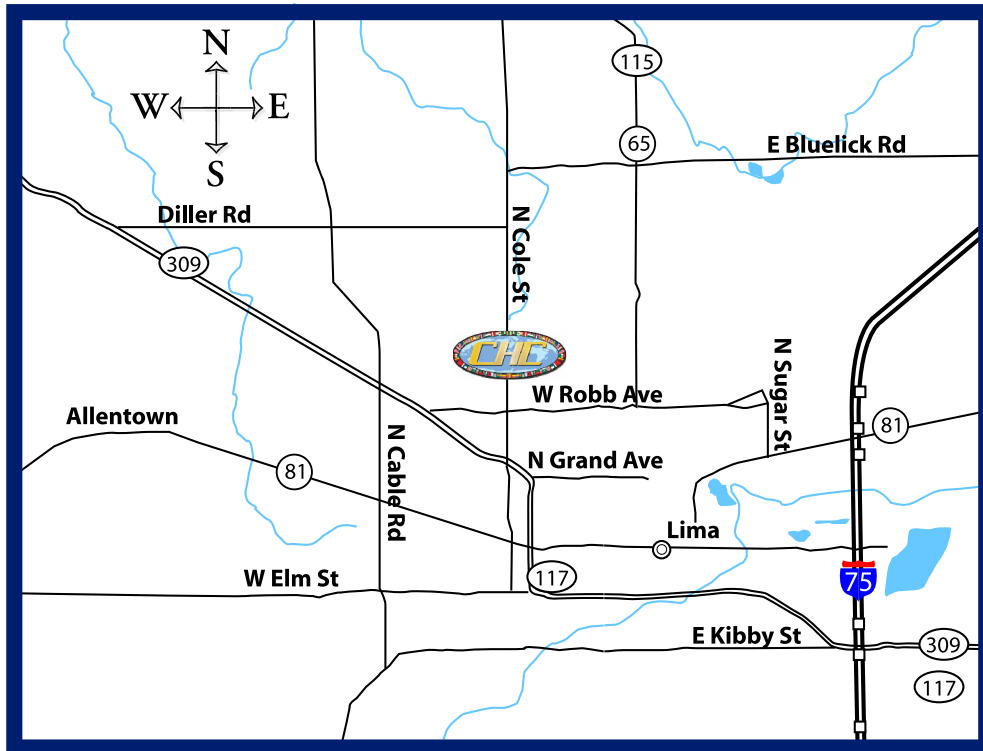 N
W
E
S
115
65
E Bluelick Rd
Diller Rd
N Cole St
309
CHC
N Sugar St
W Robb Ave
Allentown
81
N Cable Rd
N Grand Ave
81
Lima
W Elm St
117
75
E Kibby St
309
117